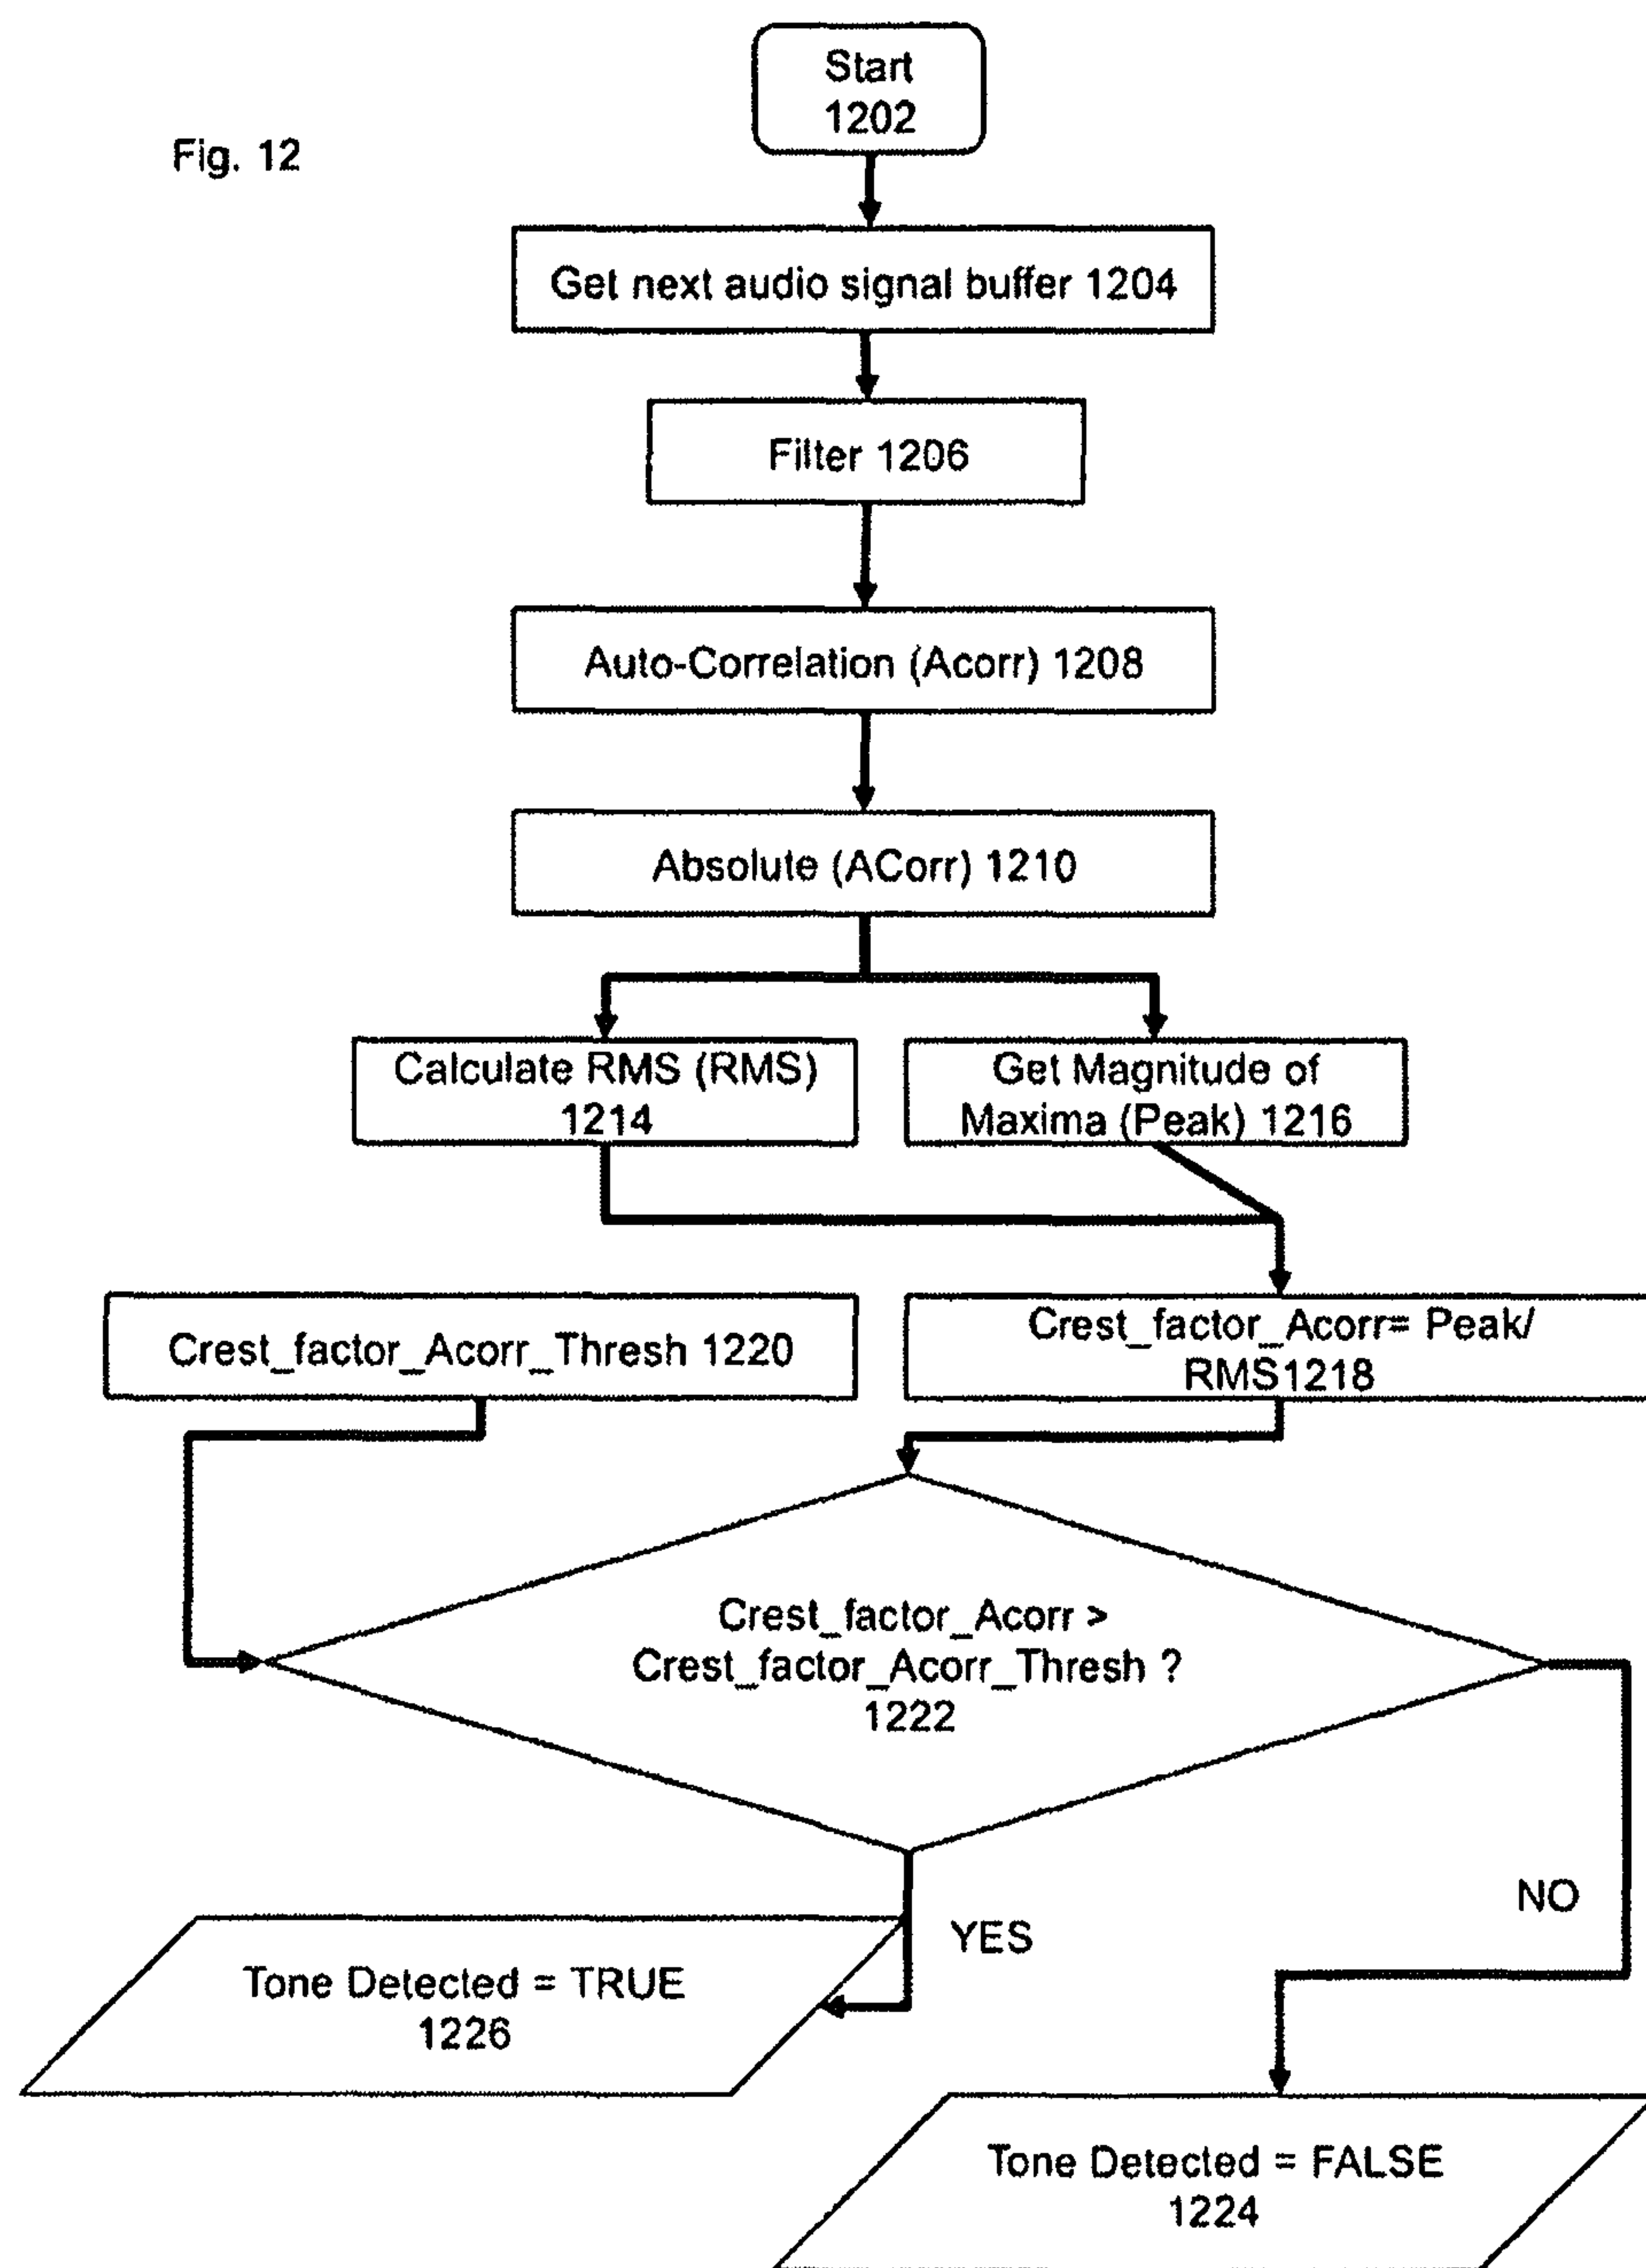 Start
1202
Fig. 12
Get next audio signal buffer 1204
Filter 1206
Auto-Correlation (Acorr) 1208
Absolute (ACorr) 1210
Calculate RMS (RMS)
1214
Get Magnitude of
Maxima (Peak) 1216
Crest_factor_Acorr_Thresh 1220
Crest_factor_Acorr= Peak/
RMS1218
Crest_factor_Acorr >
Crest_factor_Acorr_Thresh ?
1222
NO
YES
Tone Detected = TRUE
1226
Tone Detected = FALSE
1224